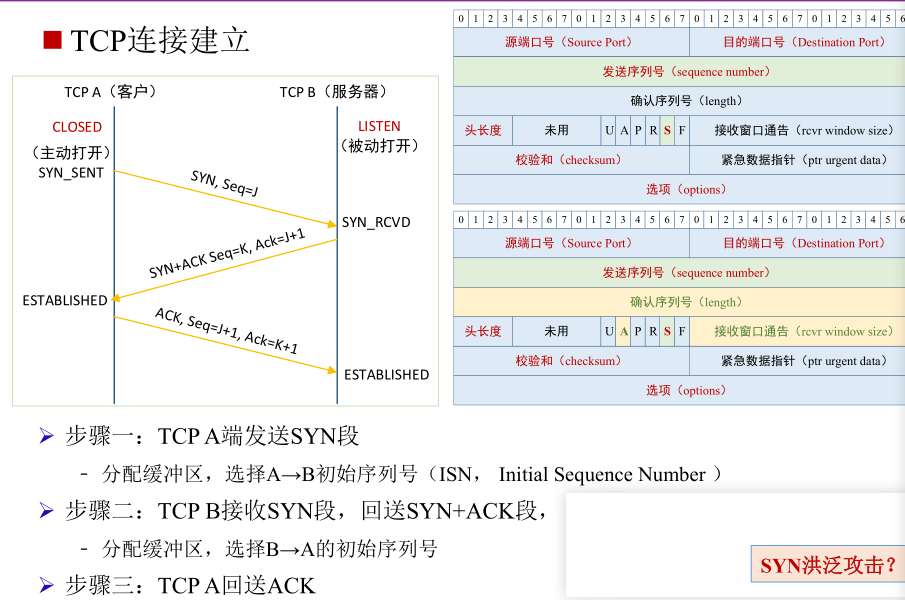 ■ TCP连接建立
TCP A（客户） TCP B（服务器）
CLOSED LISTEN
（主动打开） （被动打开）
SYN_SENT
SYN, Seq=J
SYN_RCVD
SYN+ACK Seq=K, Ack=J+1
ESTABLISHED
ACK, Seq=J+1, Ack=K+1
ESTABLISHED
0 1 2 3 4 5 6 7 0 1 2 3 4 5 6 7 0 1 2 3 4 5 6 7 0 1 2 3 4 5 6
源端口号（Source Port） 目的端口号（Destination Port）
发送序列号（sequence number）
确认序列号（length）
头长度 未用 U A P R S F 接收窗口通告（rcvr window size）
校验和（checksum） 紧急数据指针（ptr urgent data）
选项（options）
0 1 2 3 4 5 6 7 0 1 2 3 4 5 6 7 0 1 2 3 4 5 6 7 0 1 2 3 4 5 6
源端口号（Source Port） 目的端口号（Destination Port）
发送序列号（sequence number）
确认序列号（length）
头长度 未用 U A P R S F 接收窗口通告（rcvr window size）
校验和（checksum） 紧急数据指针（ptr urgent data）
选项（options）
➢ 步骤一：TCP A端发送SYN段
- 分配缓冲区，选择A→B初始序列号（ISN， Initial Sequence Number ）
➢ 步骤二：TCP B接收SYN段，回送SYN+ACK段，
- 分配缓冲区，选择B→A的初始序列号
➢ 步骤三：TCP A回送ACK
SYN洪泛攻击？